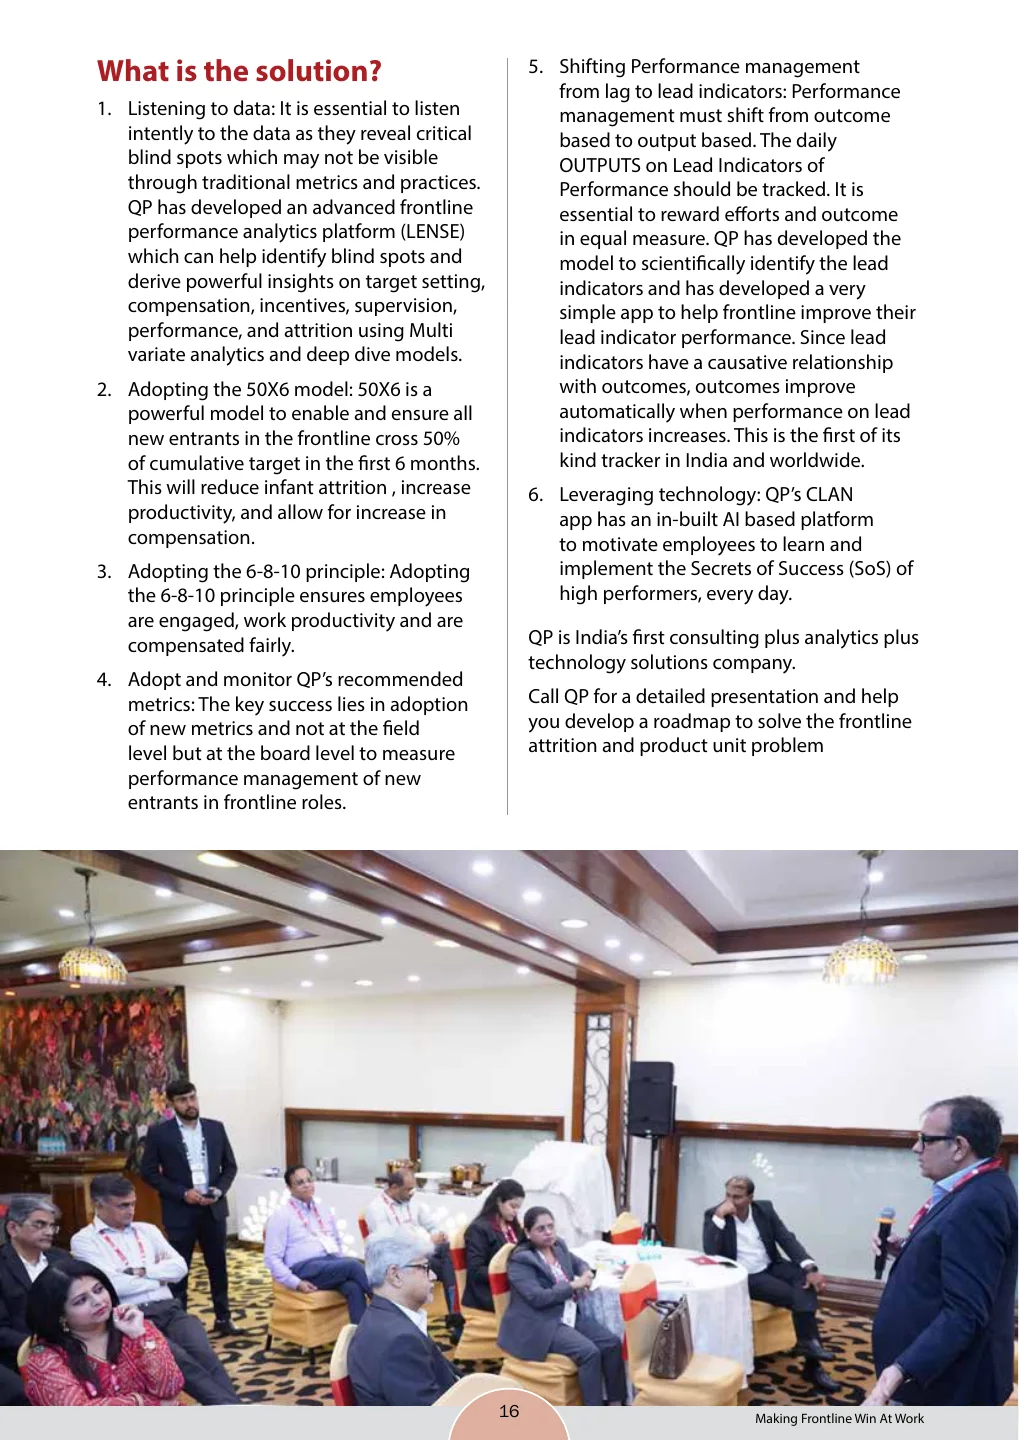 What is the solution?
1. Listening to data: It is essential to listen
intently to the data as they reveal critical
blind spots which may not be visible
through traditional metrics and practices.
QP has developed an advanced frontline
performance analytics platform (LENSE)
which can help identify blind spots and
derive powerful insights on target setting,
compensation, incentives, supervision,
performance, and attrition using Multi
variate analytics and deep dive models.
2. Adopting the 50X6 model: 50X6 is a
powerful model to enable and ensure all
new entrants in the frontline cross 50%
of cumulative target in the first 6 months.
This will reduce infant attrition , increase
productivity, and allow for increase in
compensation.
3. Adopting the 6-8-10 principle: Adopting
the 6-8-10 principle ensures employees
are engaged, work productivity and are
compensated fairly.
4. Adopt and monitor QP’s recommended
metrics: The key success lies in adoption
of new metrics and not at the field
level but at the board level to measure
performance management of new
entrants in frontline roles.
5. Shifting Performance management
from lag to lead indicators: Performance
management must shift from outcome
based to output based. The daily
OUTPUTS on Lead Indicators of
Performance should be tracked. It is
essential to reward efforts and outcome
in equal measure. QP has developed the
model to scientifically identify the lead
indicators and has developed a very
simple app to help frontline improve their
lead indicator performance. Since lead
indicators have a causative relationship
with outcomes, outcomes improve
automatically when performance on lead
indicators increases. This is the first of its
kind tracker in India and worldwide.
6. Leveraging technology: QP’s CLAN
app has an in-built AI based platform
to motivate employees to learn and
implement the Secrets of Success (SoS) of
high performers, every day.
QP is India’s first consulting plus analytics plus
technology solutions company.
Call QP for a detailed presentation and help
you develop a roadmap to solve the frontline
attrition and product unit problem
16
Making Frontline Win At Work